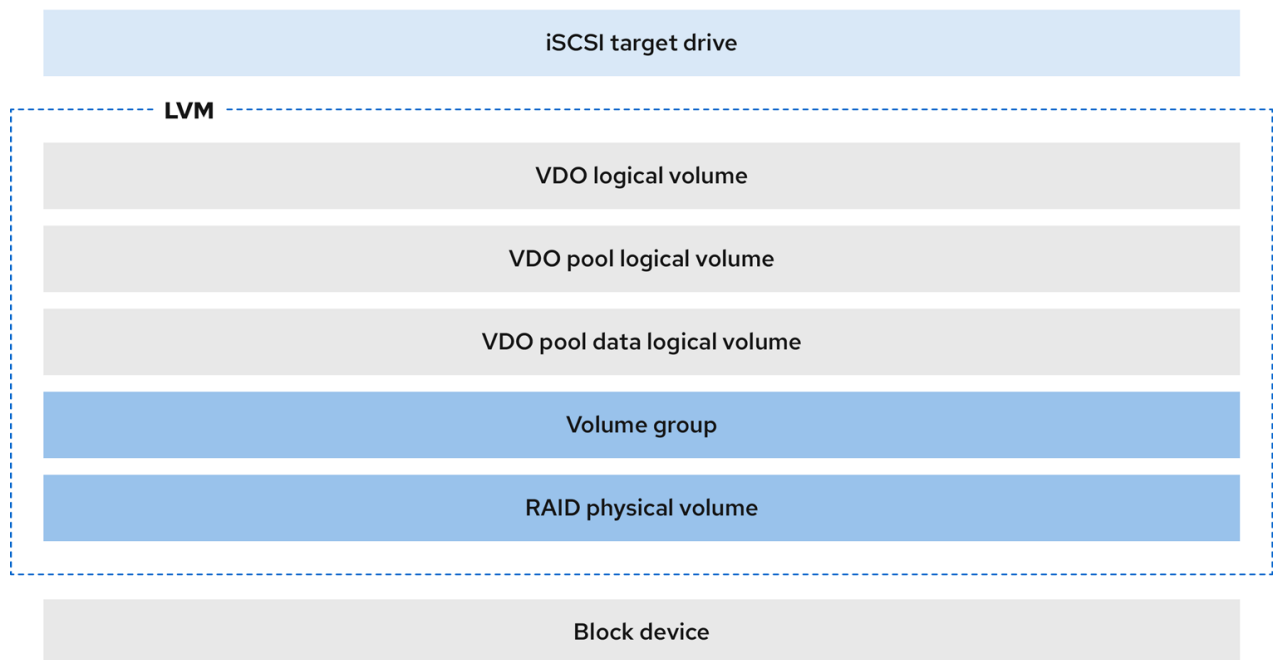 iSCSI target drive
LVM
VDO logical volume
VDO pool logical volume
VDO pool data logical volume
Volume group
RAID physical volume
Block device